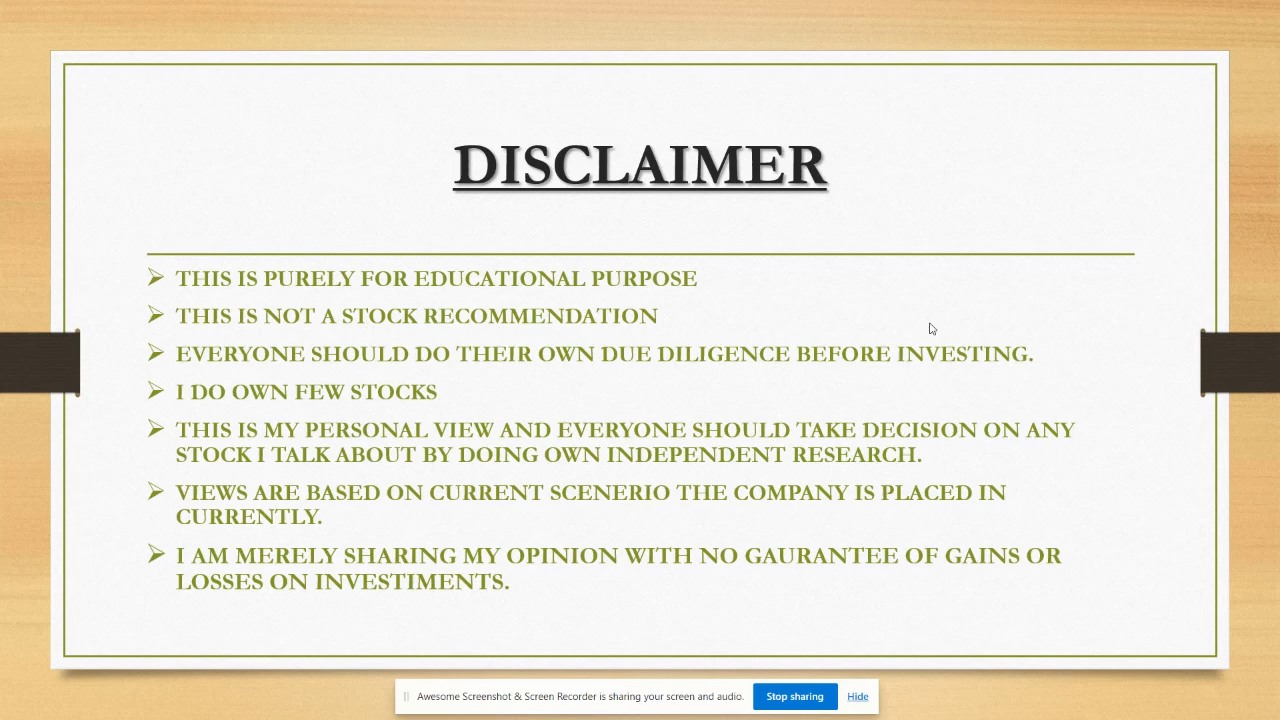 DISCLAIMER
THIS IS PURELY FOR EDUCATIONAL PURPOSE
THIS IS NOT A STOCK RECOMMENDATION
EVERYONE SHOULD DO THEIR OWN DUE DILIGENCE BEFORE INVESTING.
I DO OWN FEW STOCKS
THIS IS MY PERSONAL VIEW AND EVERYONE SHOULD TAKE DECISION ON ANY
STOCK I TALK ABOUT BY DOING OWN INDEPENDENT RESEARCH.
VIEWS ARE BASED ON CURRENT SCENERIO THE COMPANY IS PLACED IN
CURRENTLY.
I AM MERELY SHARING MY OPINION WITH NO GAURANTEE OF GAINS OR
LOSSES ON INVESTIMENTS.
Awesome Screenshot & Screen Recorder is sharing your screen and audio. Stop sharing Hide